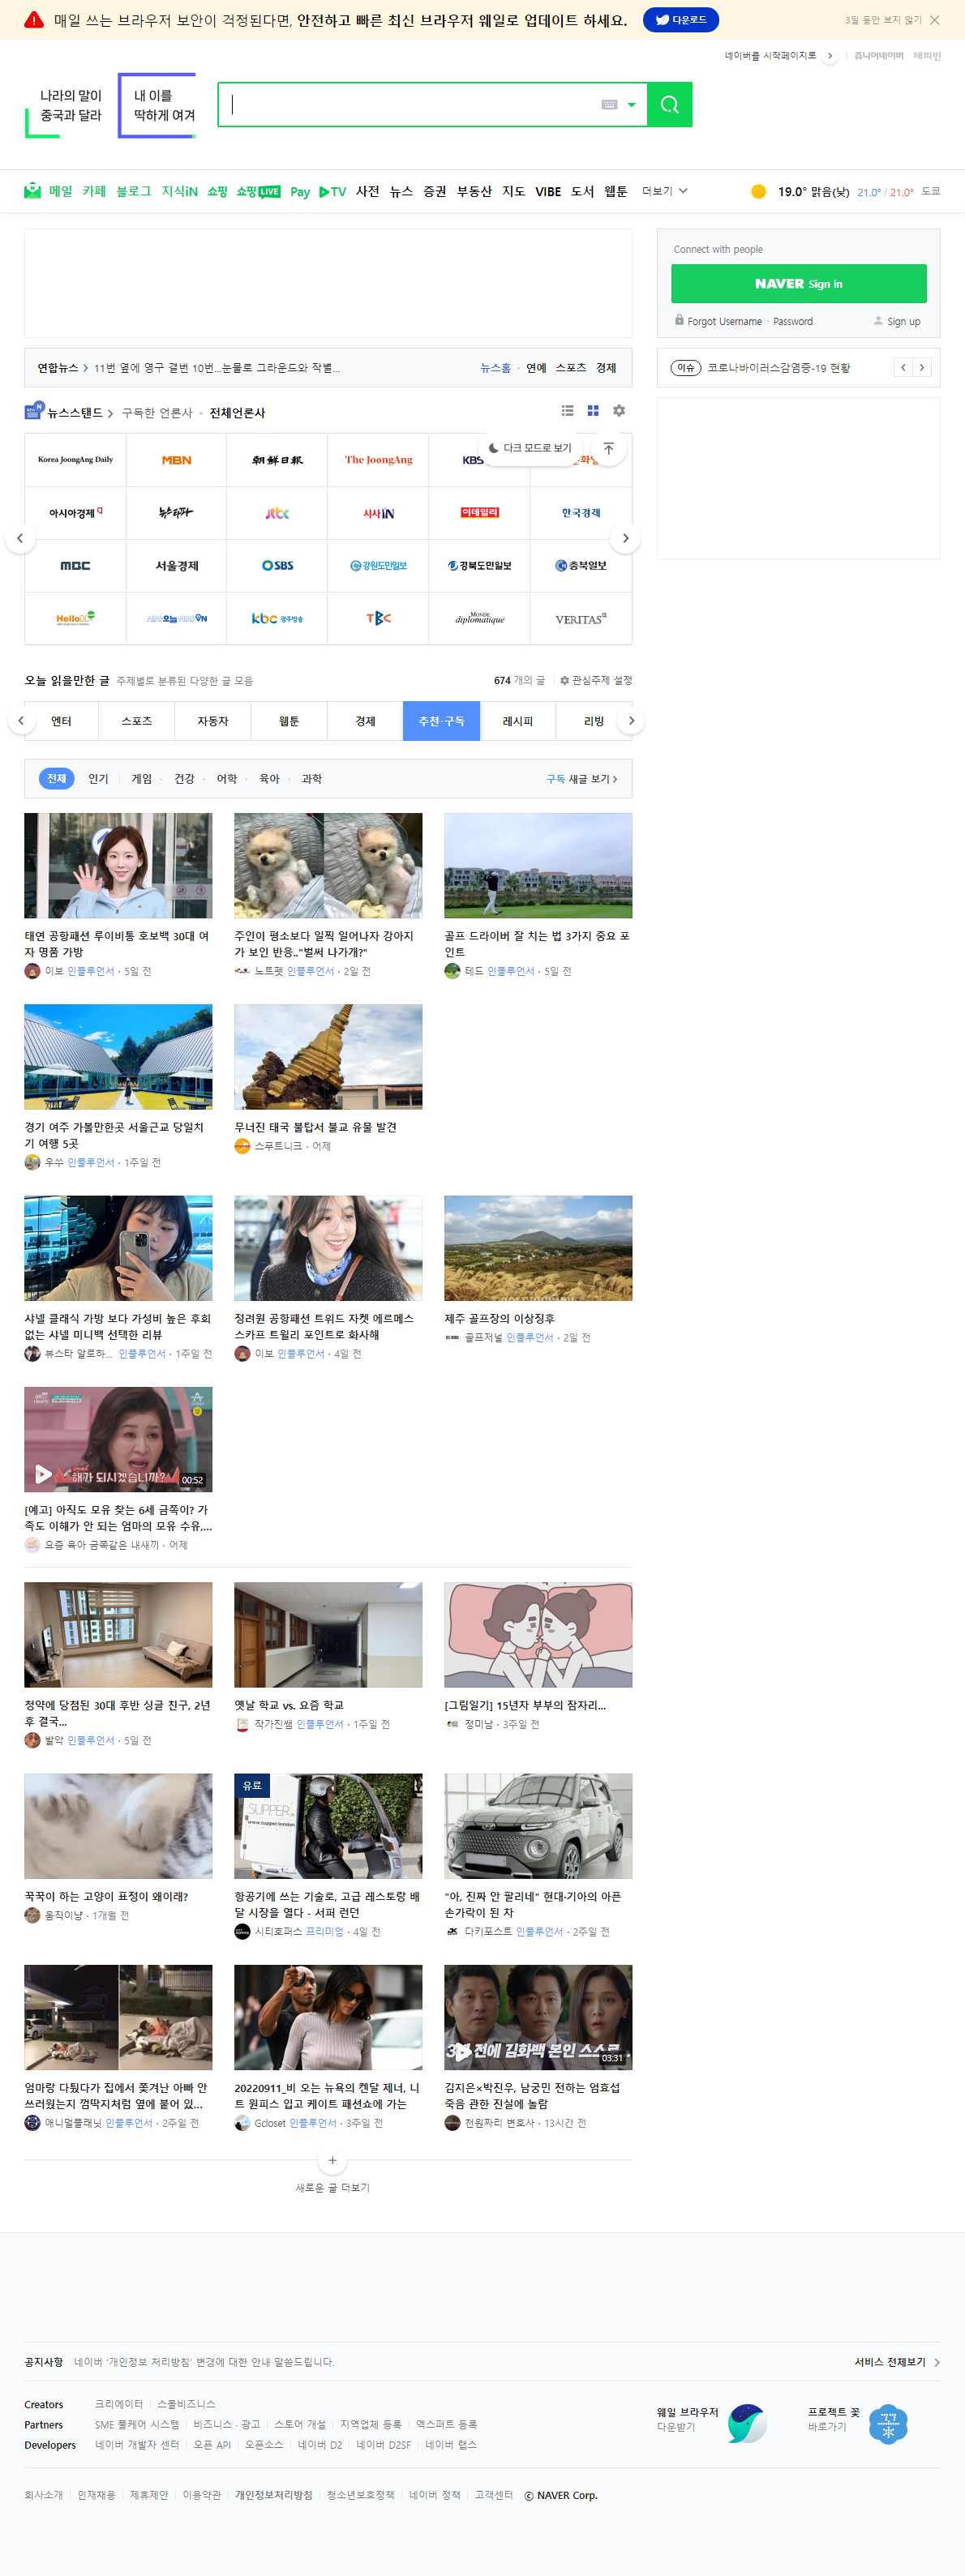 매일 쓰는 브라우저 보안이 걱정된다면, 안전하고 빠른 최신 브라우저 웨일로 업데이트 하세요. 다운로드 3일 동안 보지 않기
네이버를 시작페이지로 쥬니어네이버 해피빈
나라의 말이 내 이를
중국과 달라 딱하게 여겨
메일 카페 블로그 지식iN 쇼핑 쇼핑LIVE Pay TV 사전 뉴스 증권 부동산 지도 VIBE 도서 웹툰 더보기 19.0° 맑음(낮) 21.0° / 21.0° 도쿄
Connect with people
NAVER Sign in
Forgot Username · Password Sign up
연합뉴스 11번 옆에 영구 결번 10번...눈물로 그라운드와 작별... 뉴스홈 · 연예 스포츠 경제
이슈 코로나바이러스감염증-19 현황
뉴스스탠드 구독한 언론사 · 전체언론사
다크 모드로 보기
Korea JoongAng Daily MBN 朝鮮日報 The JoongAng KBS
아시아경제 뉴스타파 jtbc 시사IN 이데일리 한국경제
MBC 서울경제 SBS 강원도민일보 경북도민일보 충북일보
HelloDD 시사오늘·시사ON kbc 광주방송 TBC LE MONDE diplomatique VERITAS
오늘 읽을만한 글 주제별로 분류된 다양한 글 모음 674 개의 글 관심주제 설정
엔터 스포츠 자동차 웹툰 경제 추천·구독 레시피 리빙
전체 인기 게임 · 건강 · 어학 · 육아 · 과학 구독 새글 보기
태연 공항패션 루이비통 호보백 30대 여
자 명품 가방
이보 인플루언서 · 5일 전
주인이 평소보다 일찍 일어나자 강아지
가 보인 반응.."벌써 나가개?"
노트펫 인플루언서 · 2일 전
골프 드라이버 잘 치는 법 3가지 중요 포
인트
테드 인플루언서 · 5일 전
경기 여주 가볼만한곳 서울근교 당일치
기 여행 5곳
우쑤 인플루언서 · 1주일 전
무너진 태국 불탑서 불교 유물 발견
스푸트니크 · 어제
샤넬 클래식 가방 보다 가성비 높은 후회
없는 샤넬 미니백 선택한 리뷰
뷰스타 알로하... 인플루언서 · 1주일 전
정려원 공항패션 트위드 자켓 에르메스
스카프 트윌리 포인트로 화사해
이보 인플루언서 · 4일 전
제주 골프장의 이상징후
골프저널 인플루언서 · 2일 전
해가 되시겠습니까?
00:52
[예고] 아직도 모유 찾는 6세 금쪽이? 가
족도 이해가 안 되는 엄마의 모유 수유,...
요즘 육아 금쪽같은 내새끼 · 어제
청약에 당첨된 30대 후반 싱글 친구, 2년
후 결국...
발악 인플루언서 · 5일 전
옛날 학교 vs. 요즘 학교
작가진쌤 인플루언서 · 1주일 전
[그림일기] 15년차 부부의 잠자리...
정미남 · 3주일 전
꾹꾹이 하는 고양이 표정이 왜이래?
움직이냥 · 1개월 전
유료
SUPPER
www.supper.london
항공기에 쓰는 기술로, 고급 레스토랑 배
달 시장을 열다 - 서퍼 런던
시티호퍼스 프리미엄 · 4일 전
"아, 진짜 안 팔리네" 현대·기아의 아픈
손가락이 된 차
다키포스트 인플루언서 · 2주일 전
엄마랑 다퉜다가 집에서 쫓겨난 아빠 안
쓰러웠는지 껌딱지처럼 옆에 붙어 있...
애니멀플래닛 인플루언서 · 2주일 전
20220911_비 오는 뉴욕의 켄달 제너, 니
트 원피스 입고 케이트 패션쇼에 가는
Gcloset 인플루언서 · 3주일 전
전에 김화백 본인 스스로
03:31
김지은×박진우, 남궁민 전하는 엄효섭
죽음 관한 진실에 놀람
천원짜리 변호사 · 13시간 전
새로운 글 더보기
공지사항 네이버 '개인정보 처리방침' 변경에 대한 안내 말씀드립니다. 서비스 전체보기
Creators 크리에이터 스몰비즈니스
Partners SME 풀케어 시스템 비즈니스 · 광고 스토어 개설 지역업체 등록 엑스퍼트 등록
Developers 네이버 개발자 센터 오픈 API 오픈소스 네이버 D2 네이버 D2SF 네이버 랩스
웨일 브라우저
다운받기
프로젝트 꽃
바로가기
회사소개 인재채용 제휴제안 이용약관 개인정보처리방침 청소년보호정책 네이버 정책 고객센터 ⓒ NAVER Corp.